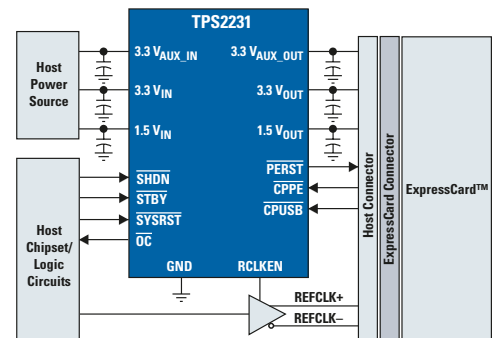 TPS2231
Host
Power
Source
3.3 VAUX_IN
3.3 VAUX_OUT
3.3 VIN
3.3 VOUT
1.5 VIN
1.5 VOUT
PERST
SHDN
CPPE
STBY
CPUSB
SYSRST
OC
Host
Chipset/
Logic
Circuits
GND
RCLKEN
REFCLK+
REFCLK–
Host Connector
ExpressCard Connector
ExpressCard™